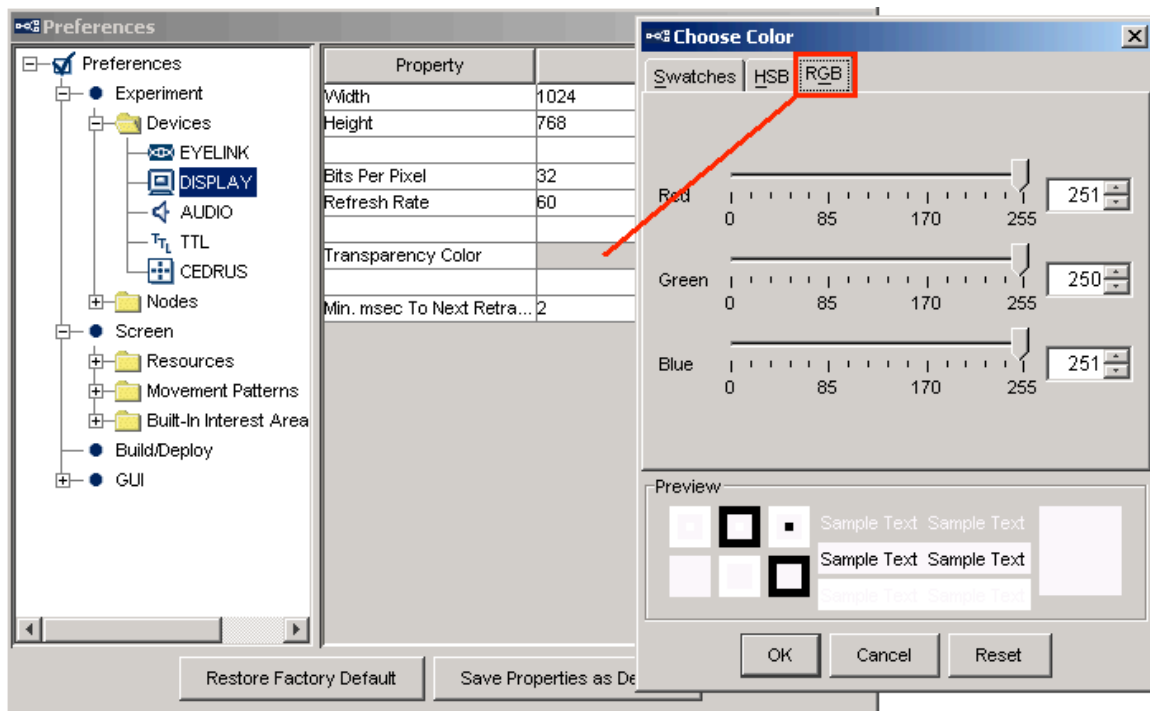 Preferences
Preferences
Experiment
Devices
EYELINK
DISPLAY
AUDIO
TTL
CEDRUS
Nodes
Screen
Resources
Movement Patterns
Built-In Interest Area
Build/Deploy
GUI
Property
Width 1024
Height 768
Bits Per Pixel 32
Refresh Rate 60
Transparency Color
Min. msec To Next Retra... 2
Restore Factory Default
Save Properties as De
Choose Color
Swatches HSB RGB
Red 251
0 85 170 255
Green 250
0 85 170 255
Blue 251
0 85 170 255
Preview
Sample Text Sample Text
Sample Text Sample Text
Sample Text Sample Text
OK Cancel Reset